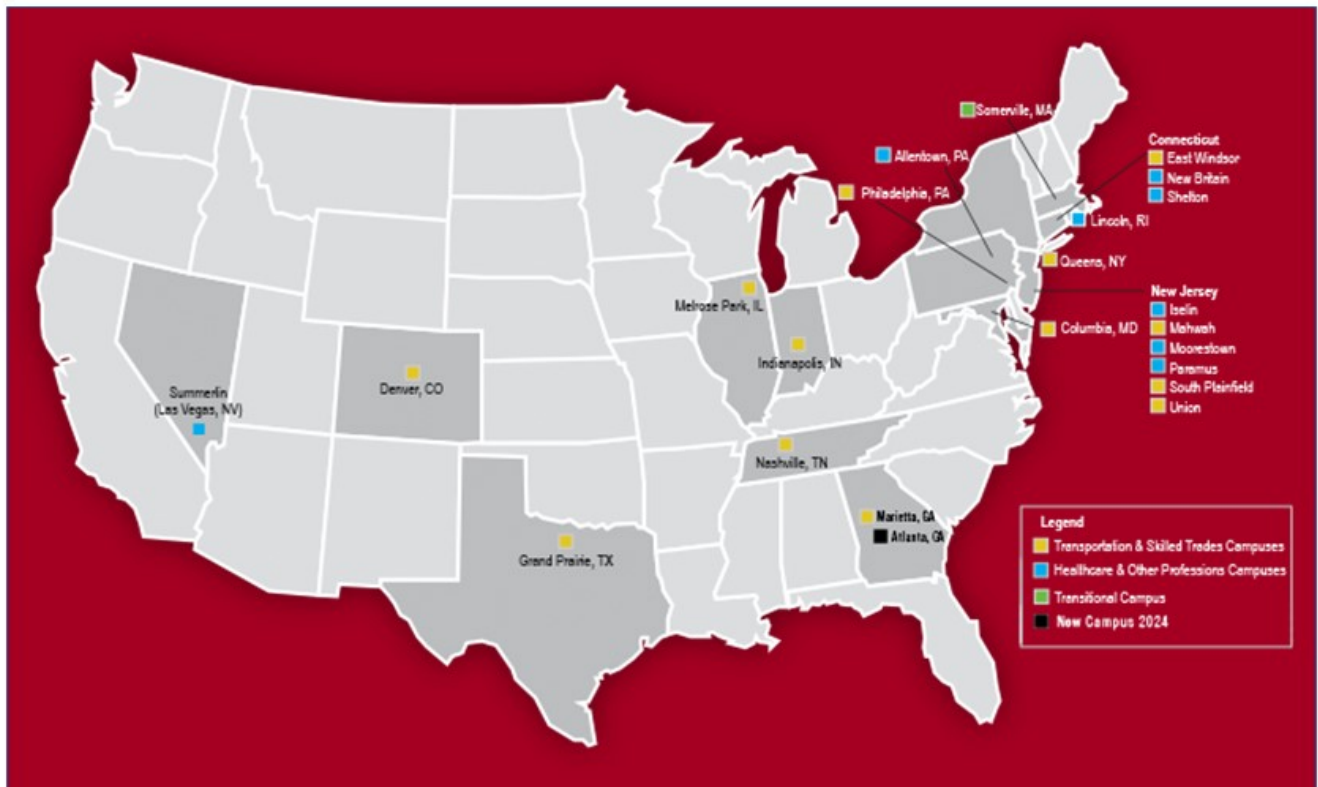 Somerville, MA
Allentown, PA
Philadelphia, PA
Connecticut
East Windsor
New Britain
Shelton
Lincoln, RI
Queens, NY
New Jersey
Iselin
Mahwah
Moorestown
Paramus
South Plainfield
Union
Columbia, MD
Melrose Park, IL
Indianapolis, IN
Denver, CO
Summerlin
(Las Vegas, NV)
Nashville, TN
Marietta, GA
Atlanta, GA
Grand Prairie, TX
Legend
Transportation & Skilled Trades Campuses
Healthcare & Other Professions Campuses
Transitional Campus
New Campus 2024